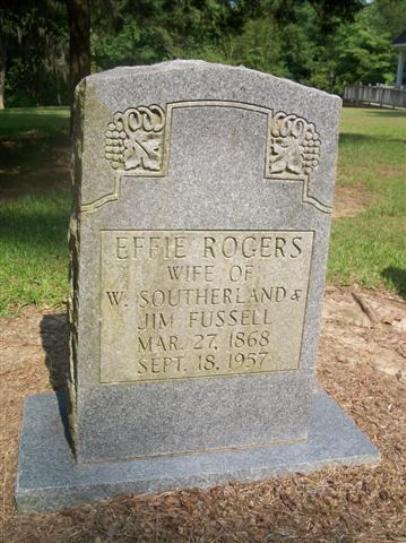 EFFIE ROGERS
WIFE OF
W. SOUTHERLAND &
JIM FUSSELL
MAR. 27, 1868
SEPT. 18, 1957